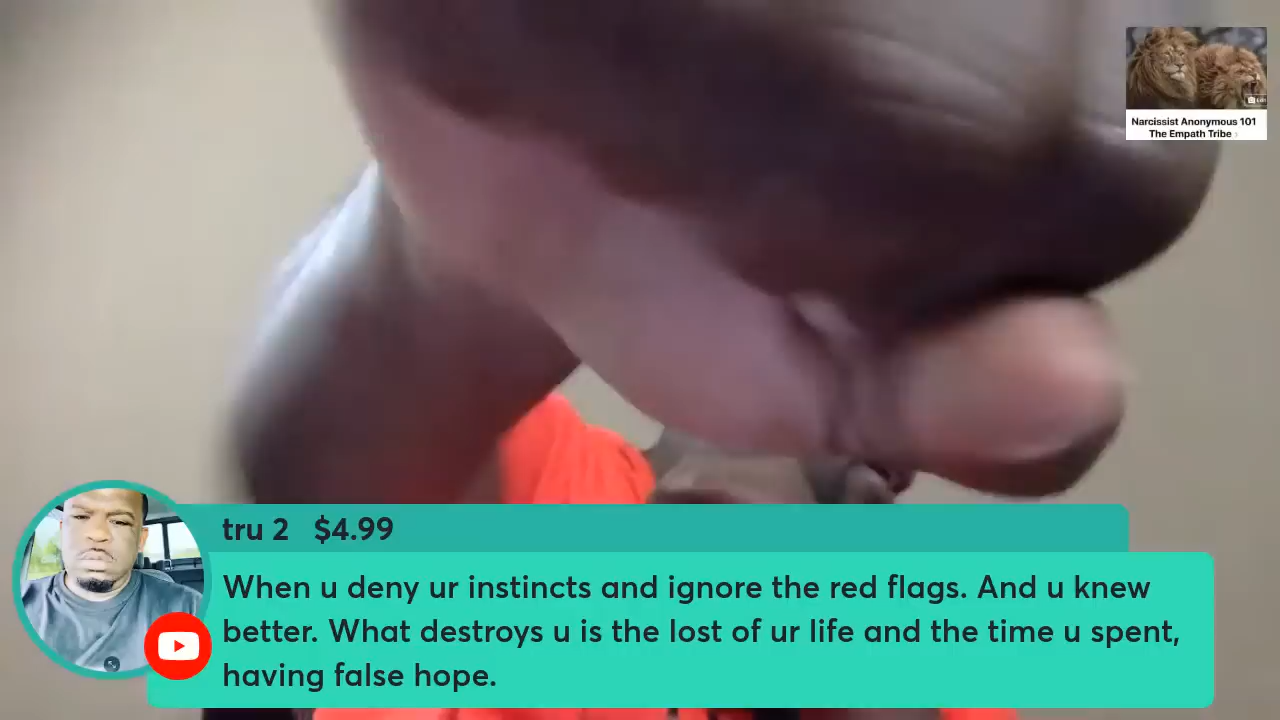 Narcissist Anonymous 101
The Empath Tribe
tru 2 $4.99
When u deny ur instincts and ignore the red flags. And u knew
better. What destroys u is the lost of ur life and the time u spent,
having false hope.